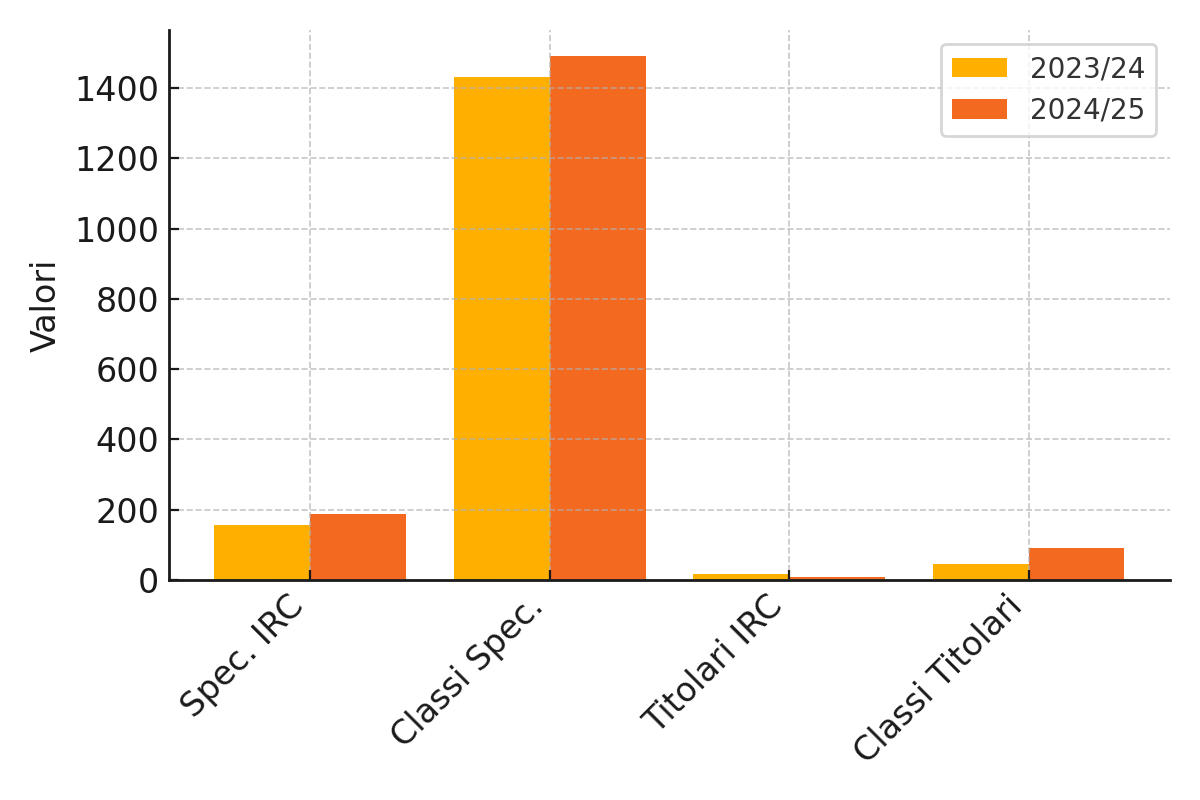 2023/24
2024/25
Valori
1400
1200
1000
800
600
400
200
0
Spec. IRC
Classi Spec.
Titolari IRC
Classi Titolari